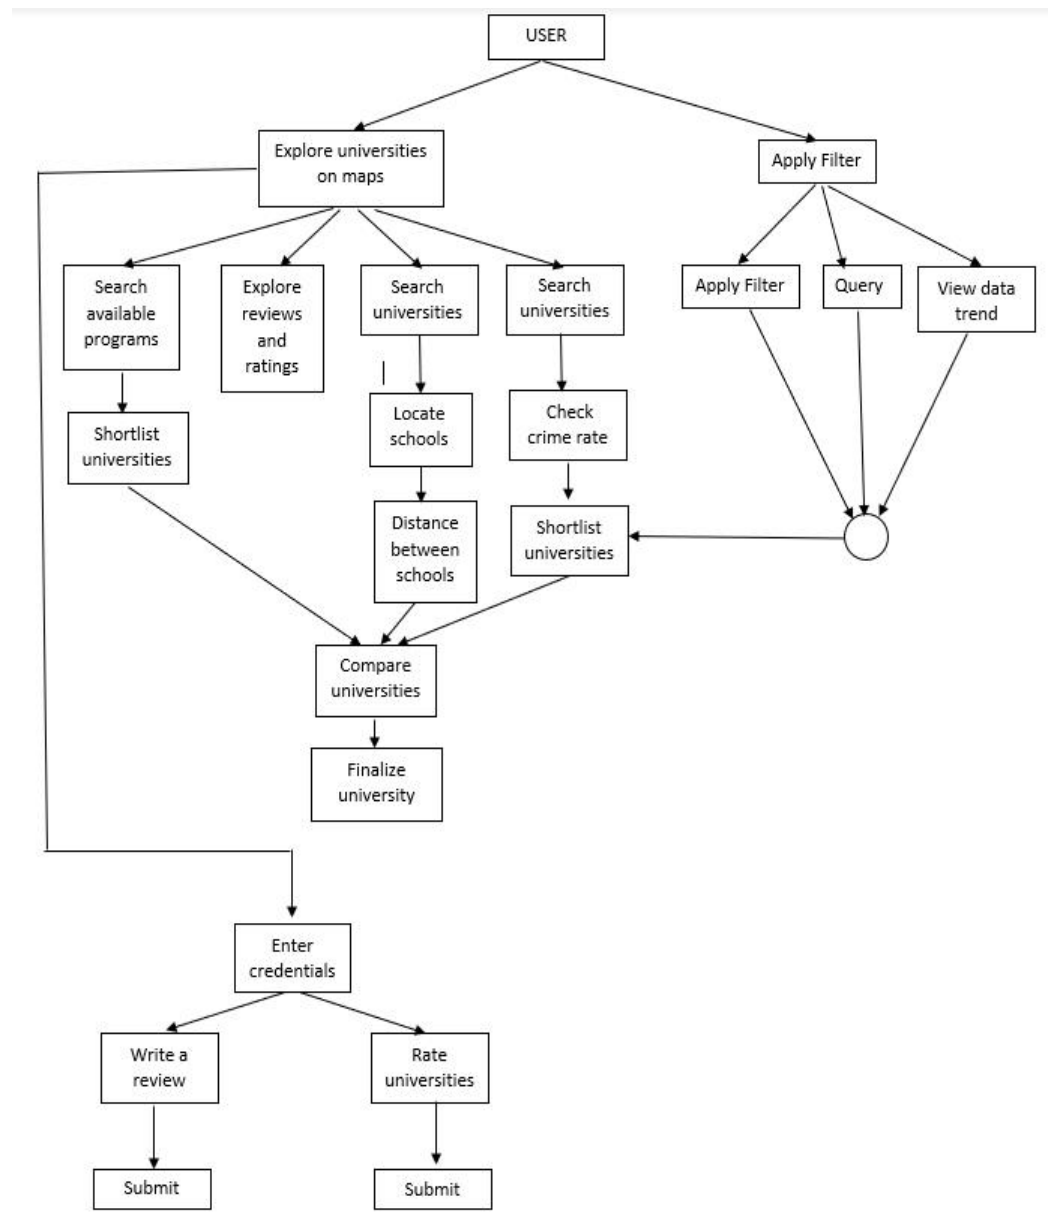 USER
Explore universities
on maps
Apply Filter
Search
available
programs
Explore
reviews
and
ratings
Search
universities
Search
universities
Apply Filter
Query
View data
trend
Shortlist
universities
Locate
schools
Check
crime rate
Distance
between
schools
Shortlist
universities
Compare
universities
Finalize
university
Enter
credentials
Write a
review
Rate
universities
Submit
Submit